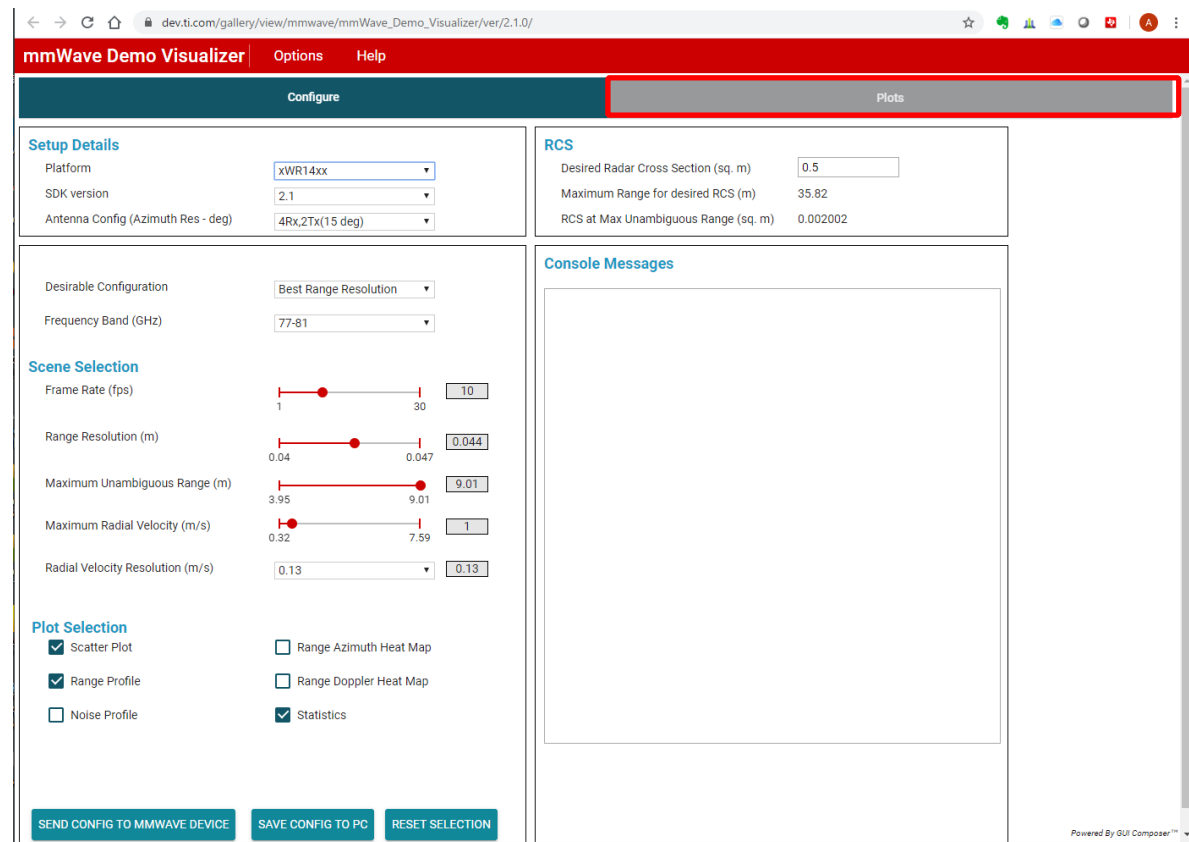 dev.ti.com/gallery/view/mmwave/mmWave_Demo_Visualizer/ver/2.1.0/
A
mmWave Demo Visualizer Options Help
Configure Plots
Setup Details
Platform xWR14xx
SDK version 2.1
Antenna Config (Azimuth Res - deg) 4Rx,2Tx(15 deg)
RCS
Desired Radar Cross Section (sq. m) 0.5
Maximum Range for desired RCS (m) 35.82
RCS at Max Unambiguous Range (sq. m) 0.002002
Desirable Configuration Best Range Resolution
Frequency Band (GHz) 77-81
Scene Selection
Frame Rate (fps) 10
1 30
Range Resolution (m) 0.044
0.04 0.047
Maximum Unambiguous Range (m) 9.01
3.95 9.01
Maximum Radial Velocity (m/s) 1
0.32 7.59
Radial Velocity Resolution (m/s) 0.13 0.13
Plot Selection
Scatter Plot Range Azimuth Heat Map
Range Profile Range Doppler Heat Map
Noise Profile Statistics
SEND CONFIG TO MMWAVE DEVICE SAVE CONFIG TO PC RESET SELECTION
Console Messages
Powered By GUI Composer™